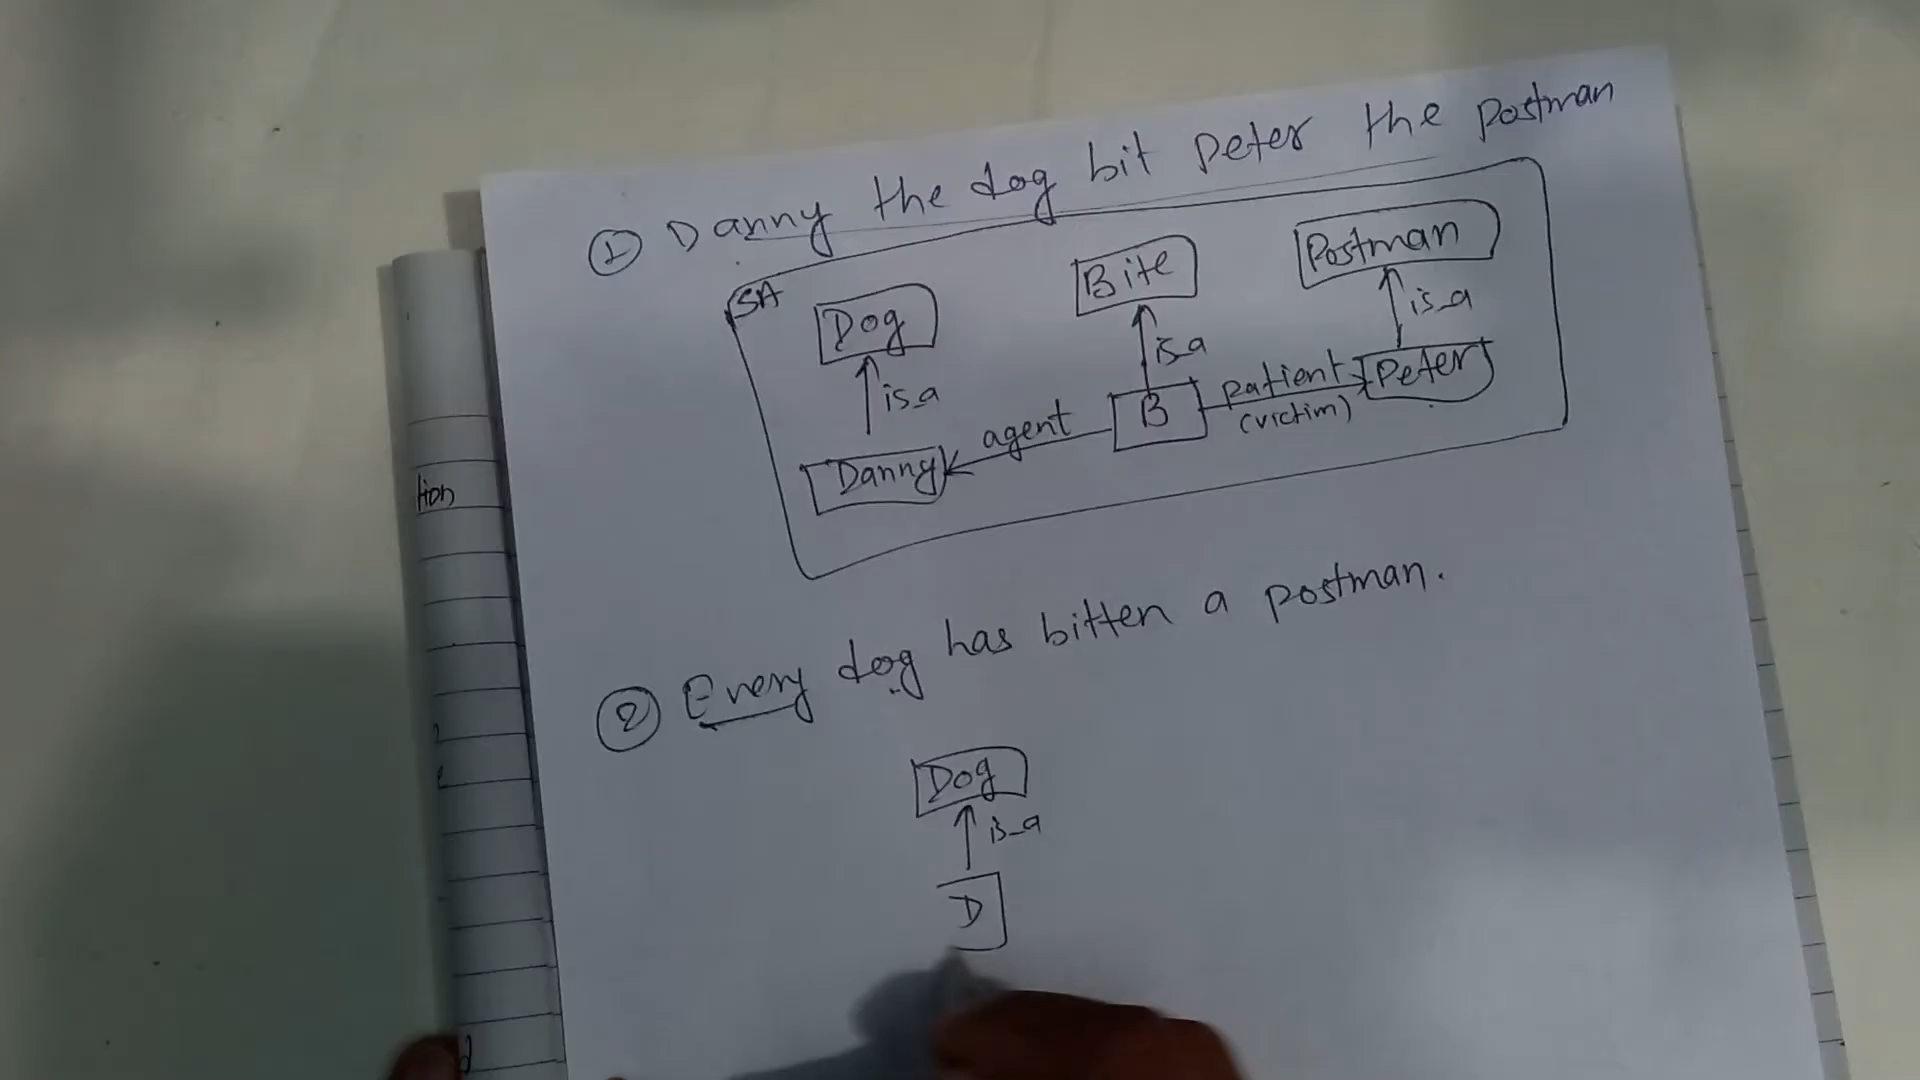 ① Danny the dog bit Peter the Postman
SA
Dog Bite Postman
is_a is_a is_a
Danny agent B patient Peter
(victim)
② Every dog has bitten a postman.
Dog
is_a
D
tion